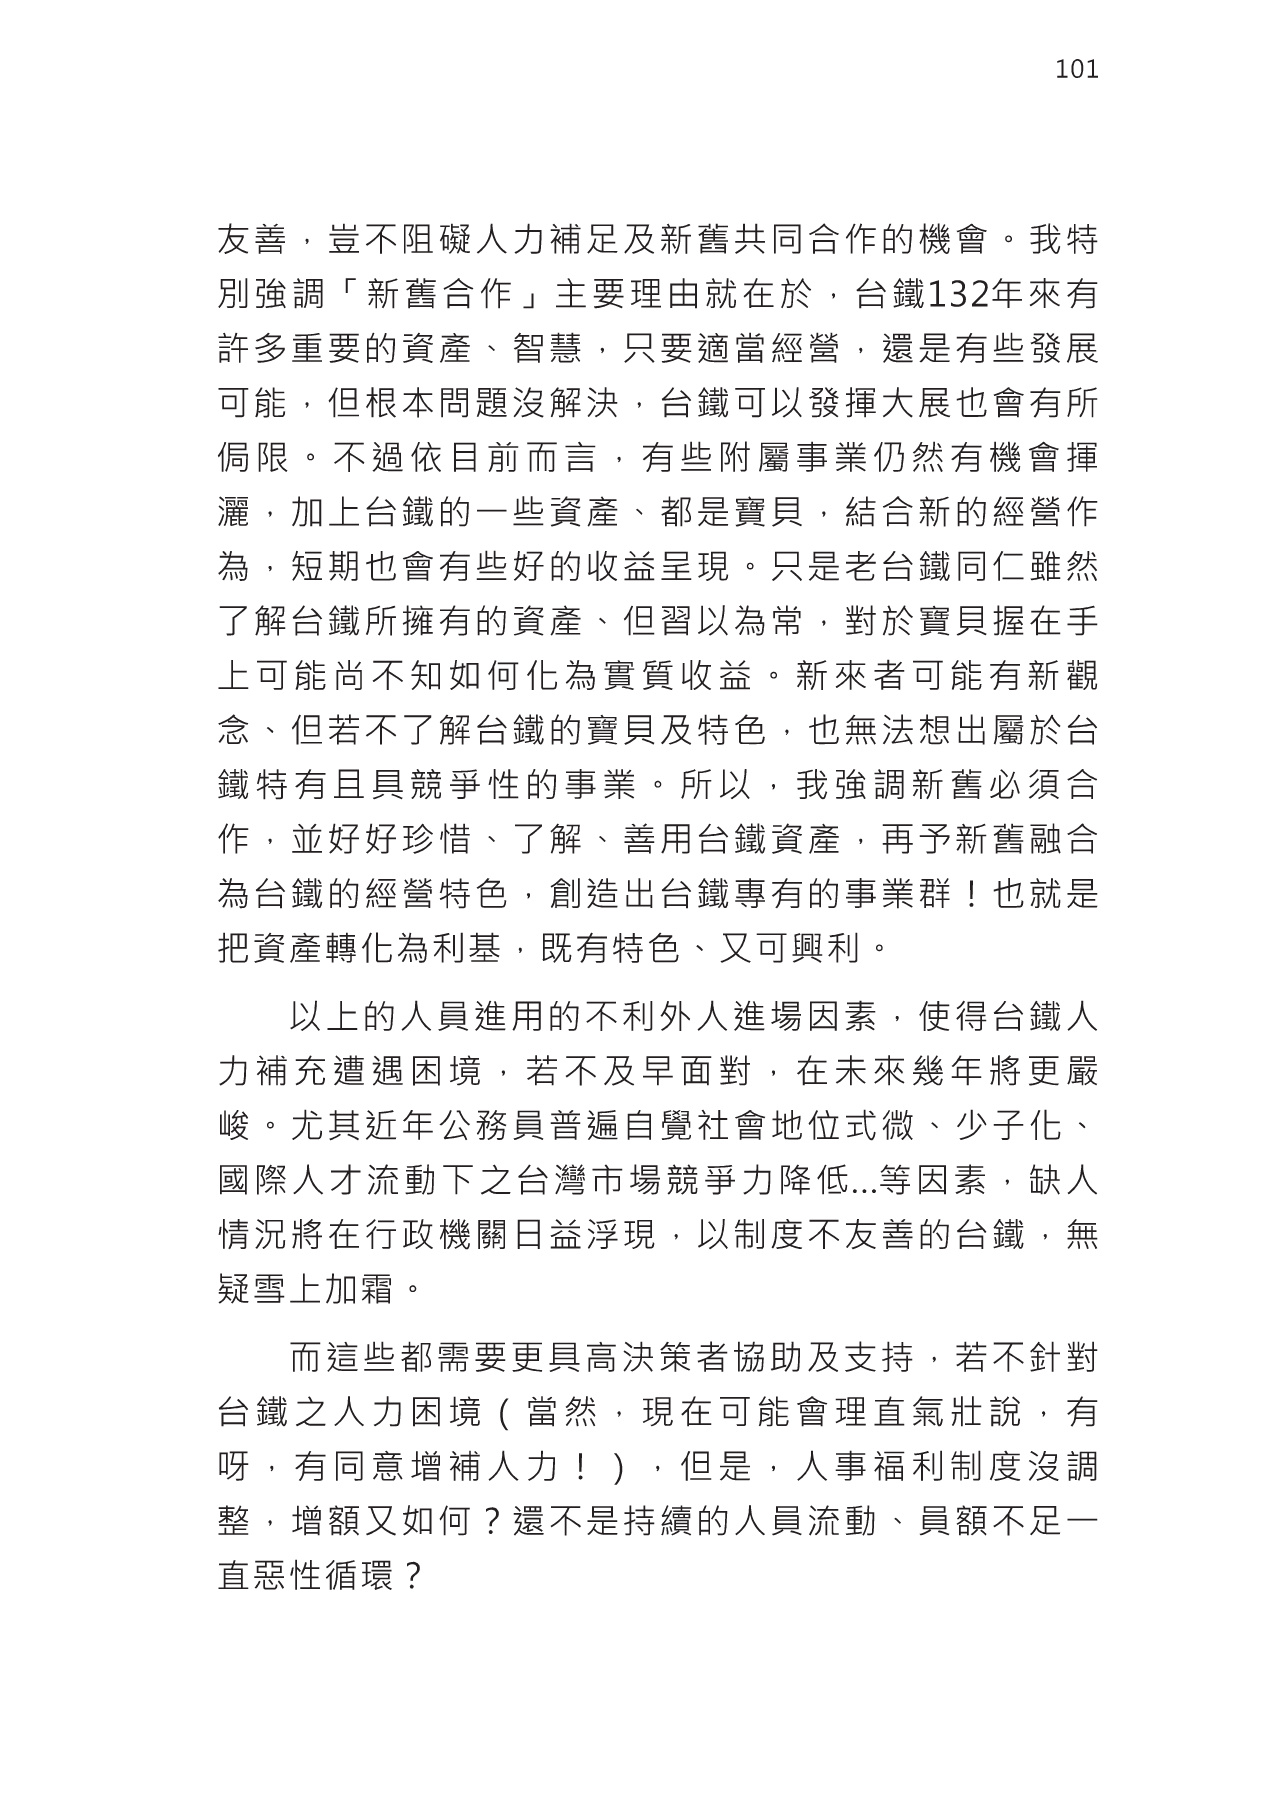 101
友善，豈不阻礙人力補足及新舊共同合作的機會。我特
別強調「新舊合作」主要理由就在於，台鐵132年來有
許多重要的資產、智慧，只要適當經營，還是有些發展
可能，但根本問題沒解決，台鐵可以發揮大展也會有所
侷限。不過依目前而言，有些附屬事業仍然有機會揮
灑，加上台鐵的一些資產、都是寶貝，結合新的經營作
為，短期也會有些好的收益呈現。只是老台鐵同仁雖然
了解台鐵所擁有的資產、但習以為常，對於寶貝握在手
上可能尚不知如何化為實質收益。新來者可能有新觀
念、但若不了解台鐵的寶貝及特色，也無法想出屬於台
鐵特有且具競爭性的事業。所以，我強調新舊必須合
作，並好好珍惜、了解、善用台鐵資產，再予新舊融合
為台鐵的經營特色，創造出台鐵專有的事業群！也就是
把資產轉化為利基，既有特色、又可興利。
以上的人員進用的不利外人進場因素，使得台鐵人
力補充遭遇困境，若不及早面對，在未來幾年將更嚴
峻。尤其近年公務員普遍自覺社會地位式微、少子化、
國際人才流動下之台灣市場競爭力降低...等因素，缺人
情況將在行政機關日益浮現，以制度不友善的台鐵，無
疑雪上加霜。
而這些都需要更具高決策者協助及支持，若不針對
台鐵之人力困境（當然，現在可能會理直氣壯說，有
呀，有同意增補人力！），但是，人事福利制度沒調
整，增額又如何？還不是持續的人員流動、員額不足一
直惡性循環？